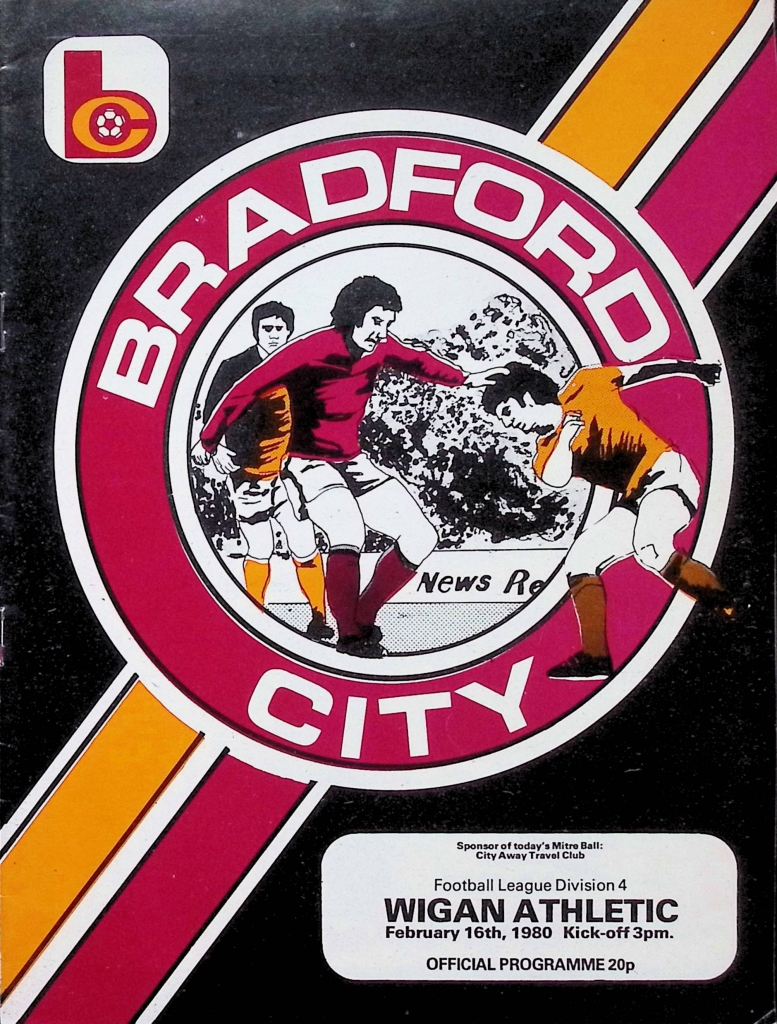 bc
BRADFORD
News Re
CITY
Sponsor of today's Mitre Ball:
City Away Travel Club
Football League Division 4
WIGAN ATHLETIC
February 16th, 1980 Kick-off 3pm.
OFFICIAL PROGRAMME 20p